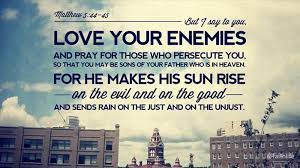 Matthew 5:44-45
But I say to you,
LOVE YOUR ENEMIES
AND PRAY FOR THOSE WHO PERSECUTE YOU,
SO THAT YOU MAY BE SONS OF YOUR FATHER WHO IS IN HEAVEN.
FOR HE MAKES HIS SUN RISE
on the evil and on the good
AND SENDS RAIN ON THE JUST AND ON THE UNJUST.